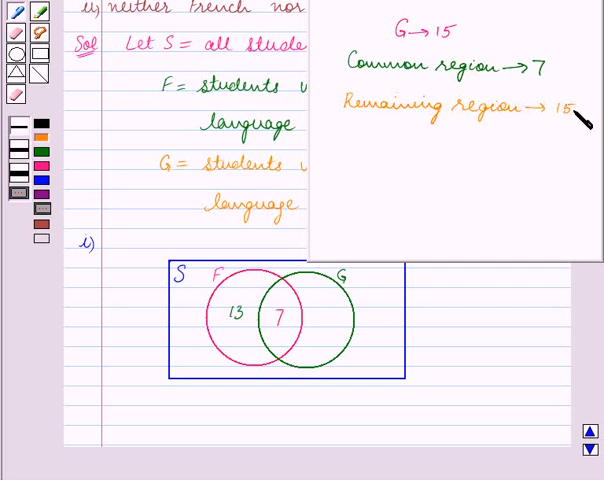 ii) neither French nor
Sol Let S = all stude
F = students
language
G = students
language
G → 15
Common region → 7
Remaining region → 15
i)
S
F
G
13
7